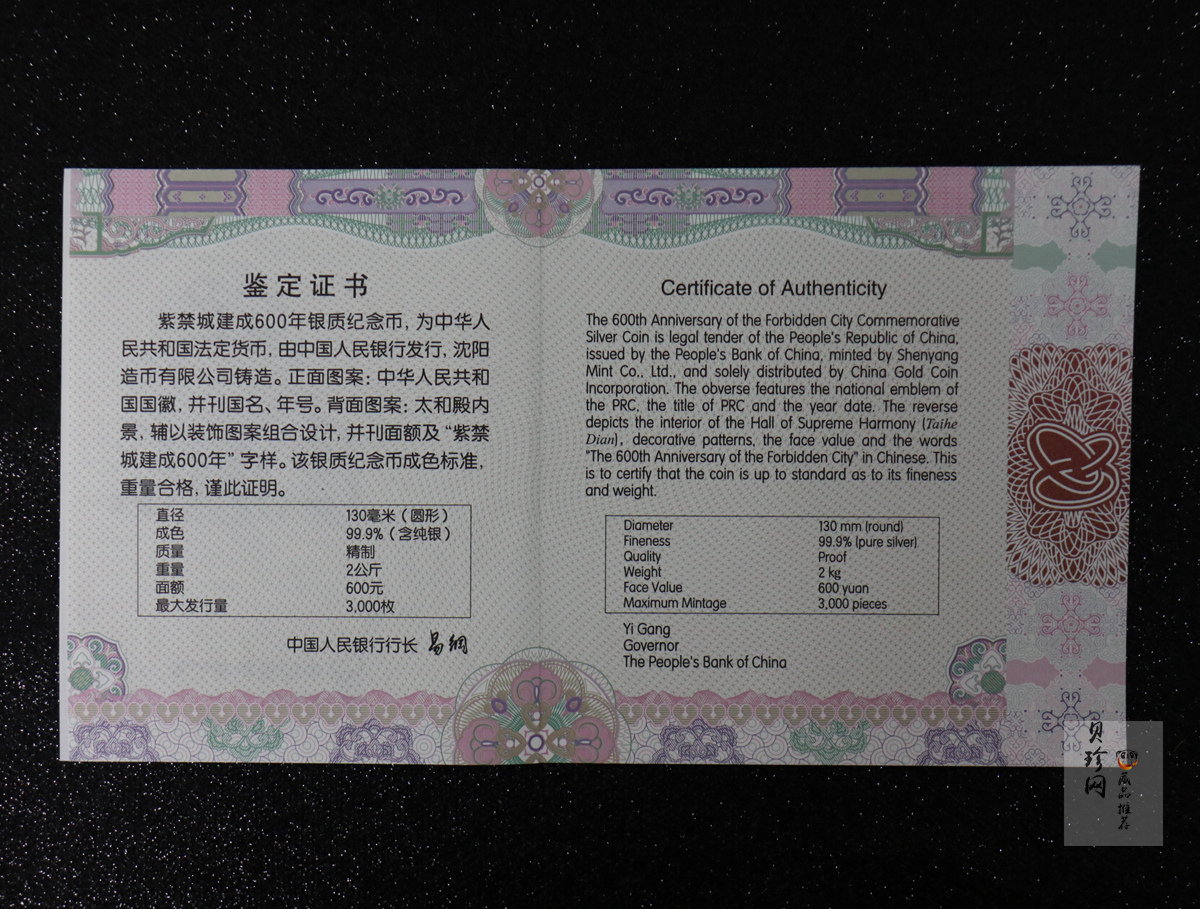 鉴定证书
紫禁城建成600年银质纪念币，为中华人
民共和国法定货币，由中国人民银行发行，沈阳
造币有限公司铸造。正面图案：中华人民共和
国国徽，并刊国名、年号。背面图案：太和殿内
景，辅以装饰图案组合设计，并刊面额及“紫禁
城建成600年”字样。该银质纪念币成色标准，
重量合格，谨此证明。
直径 130毫米（圆形）
成色 99.9%（含纯银）
质量 精制
重量 2公斤
面额 600元
最大发行量 3,000枚
中国人民银行行长 易纲
Certificate of Authenticity
The 600th Anniversary of the Forbidden City Commemorative
Silver Coin is legal tender of the People's Republic of China,
issued by the People's Bank of China, minted by Shenyang
Mint Co., Ltd., and solely distributed by China Gold Coin
Incorporation. The obverse features the national emblem of
the PRC, the title of PRC and the year date. The reverse
depicts the interior of the Hall of Supreme Harmony (Taihe
Dian), decorative patterns, the face value and the words
"The 600th Anniversary of the Forbidden City" in Chinese. This
is to certify that the coin is up to standard as to its fineness
and weight.
Diameter 130 mm (round)
Fineness 99.9% (pure silver)
Quality Proof
Weight 2 kg
Face Value 600 yuan
Maximum Mintage 3,000 pieces
Yi Gang
Governor
The People's Bank of China
贝珍网
藏品推荐